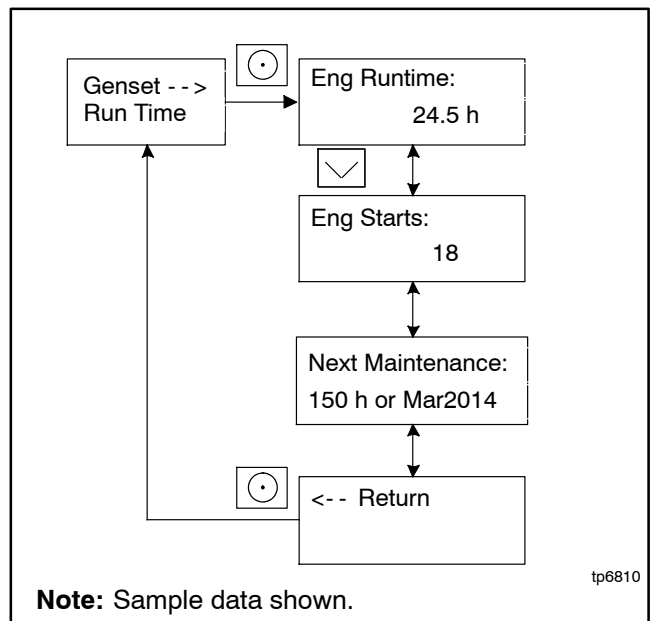 Genset - - >
Run Time
Eng Runtime:
24.5 h
Eng Starts:
18
Next Maintenance:
150 h or Mar2014
<- - Return
tp6810
Note: Sample data shown.